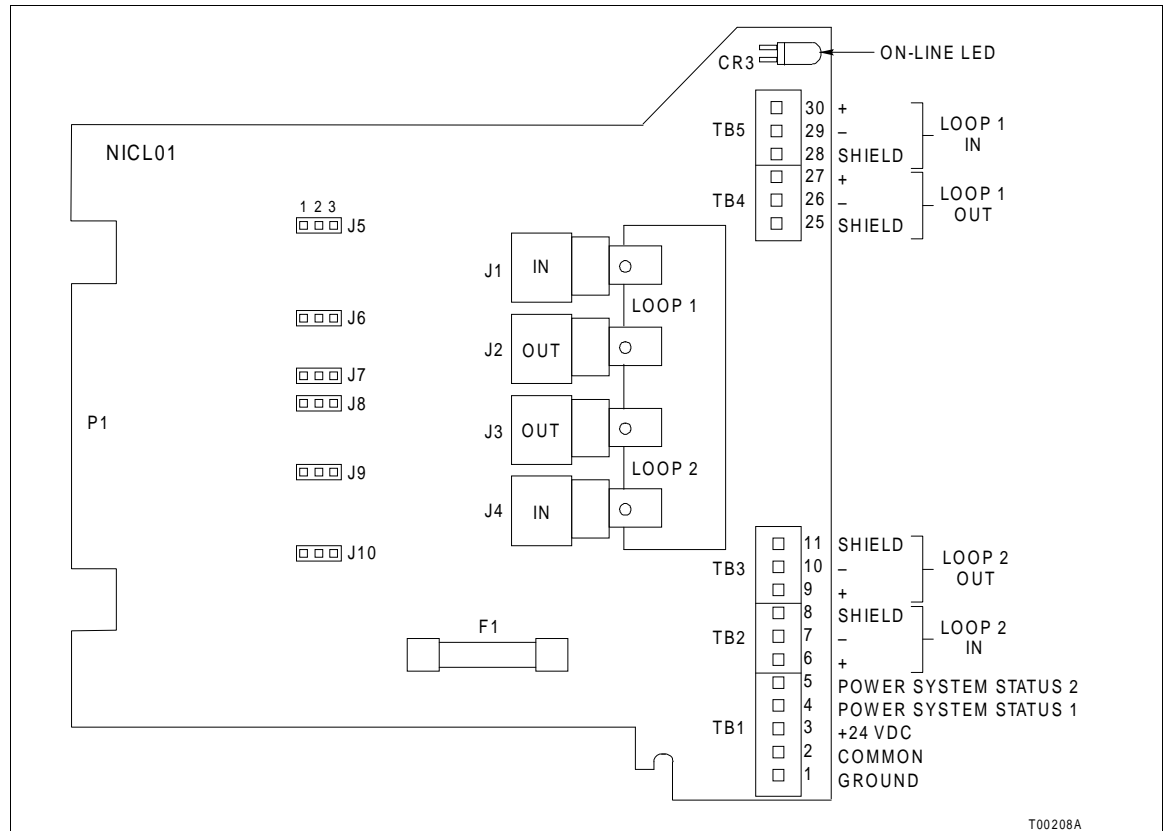 ON-LINE LED
CR3
30 +
29 –
28 SHIELD
TB5
LOOP 1
IN
27 +
26 –
25 SHIELD
TB4
LOOP 1
OUT
NICL01
1 2 3
J5
J6
J7
J8
J9
J10
P1
F1
J1
IN
LOOP 1
J2
OUT
J3
OUT
LOOP 2
J4
IN
11 SHIELD
10 –
9 +
TB3
LOOP 2
OUT
8 SHIELD
7 –
6 +
TB2
LOOP 2
IN
5 POWER SYSTEM STATUS 2
4 POWER SYSTEM STATUS 1
3 +24 VDC
2 COMMON
1 GROUND
TB1
T00208A